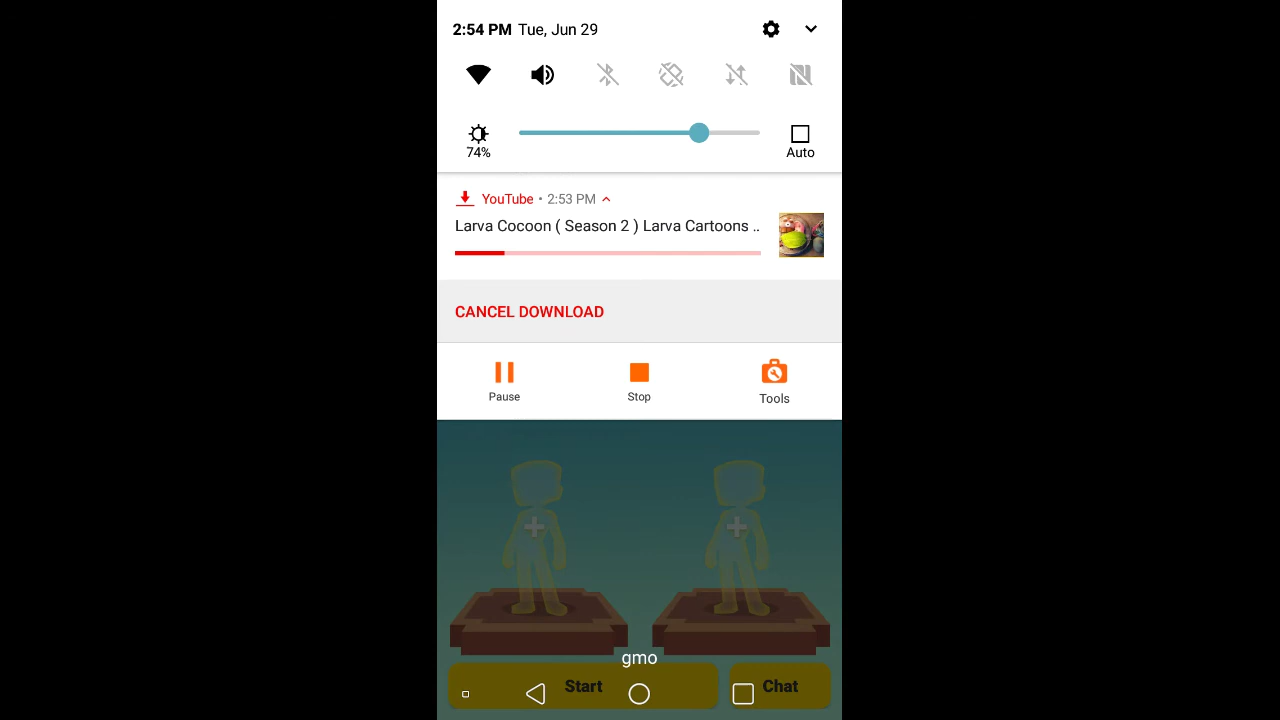 2:54 PM Tue, Jun 29
74%
Auto
YouTube • 2:53 PM
Larva Cocoon ( Season 2 ) Larva Cartoons ..
CANCEL DOWNLOAD
Pause
Stop
Tools
gmo
Start
Chat